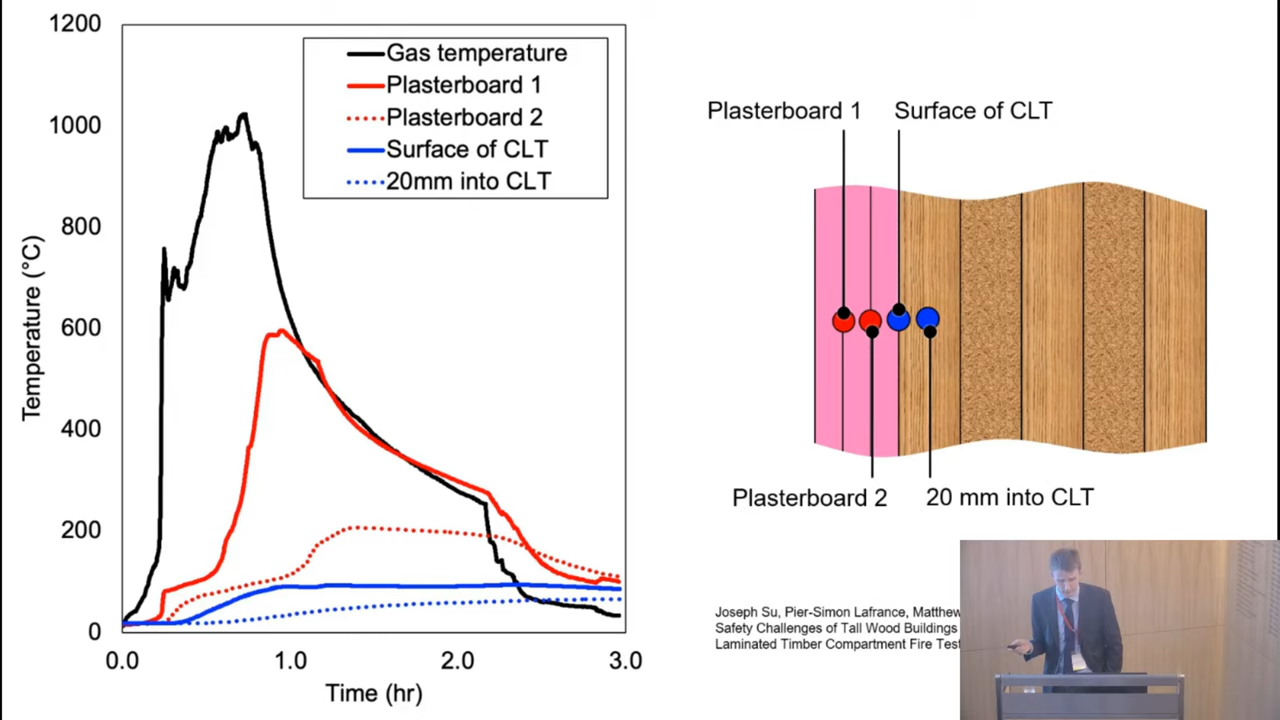 1200
1000
800
600
400
200
0
Temperature (°C)
0.0
1.0
2.0
3.0
Time (hr)
Gas temperature
Plasterboard 1
Plasterboard 2
Surface of CLT
20mm into CLT
Plasterboard 1
Surface of CLT
Plasterboard 2
20 mm into CLT
Joseph Su, Pier-Simon Lafrance, Matthew
Safety Challenges of Tall Wood Buildings
Laminated Timber Compartment Fire Test